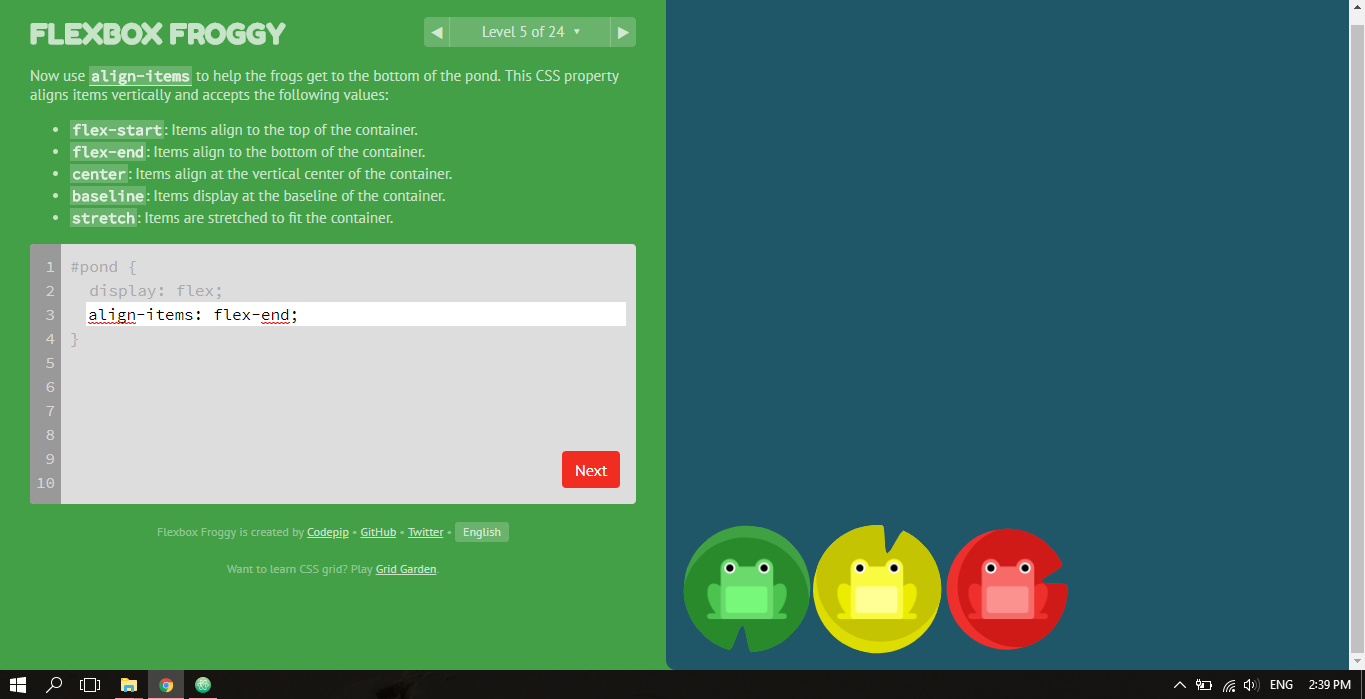 FLEXBOX FROGGY
◀ Level 5 of 24 ▼ ▶
Now use align-items to help the frogs get to the bottom of the pond. This CSS property
aligns items vertically and accepts the following values:
• flex-start: Items align to the top of the container.
• flex-end: Items align to the bottom of the container.
• center: Items align at the vertical center of the container.
• baseline: Items display at the baseline of the container.
• stretch: Items are stretched to fit the container.
1 #pond {
2 display: flex;
3 align-items: flex-end;
4 }
5
6
7
8
9
10
Next
Flexbox Froggy is created by Codepip • GitHub • Twitter • English
Want to learn CSS grid? Play Grid Garden.
ENG 2:39 PM